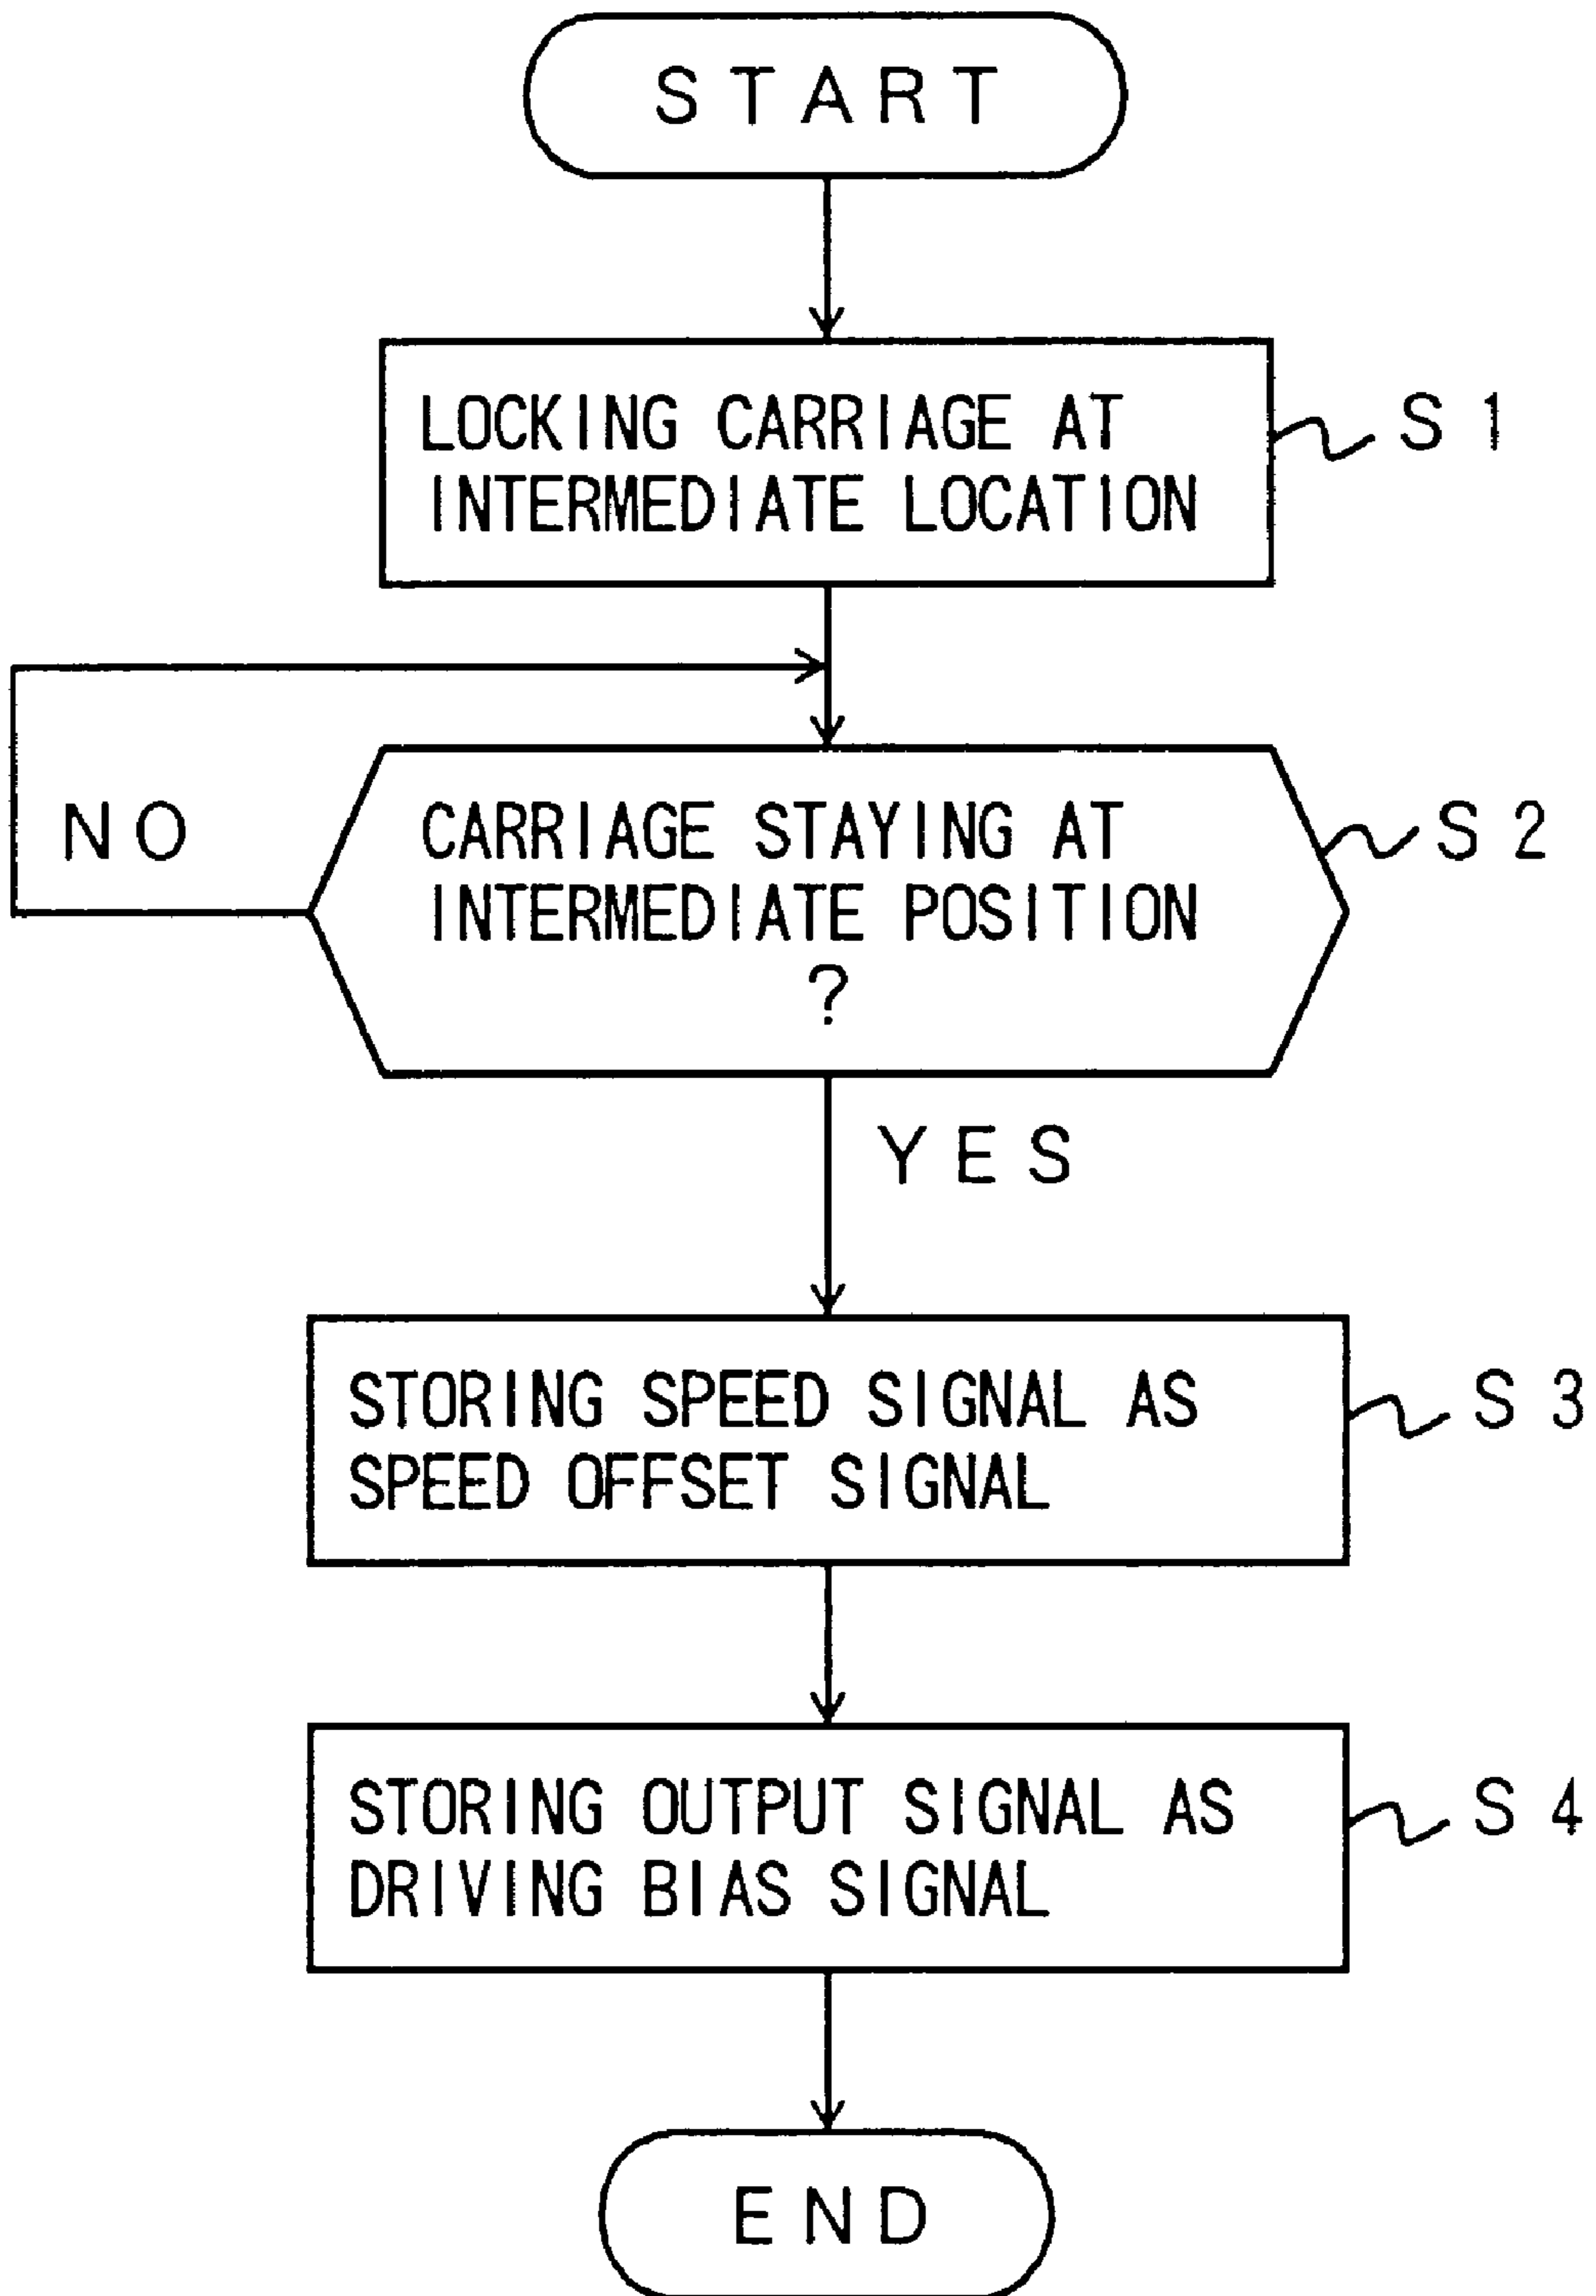 START
LOCKING CARRIAGE AT
INTERMEDIATE LOCATION
S1
NO
CARRIAGE STAYING AT
INTERMEDIATE POSITION
?
S2
YES
STORING SPEED SIGNAL AS
SPEED OFFSET SIGNAL
S3
STORING OUTPUT SIGNAL AS
DRIVING BIAS SIGNAL
S4
END